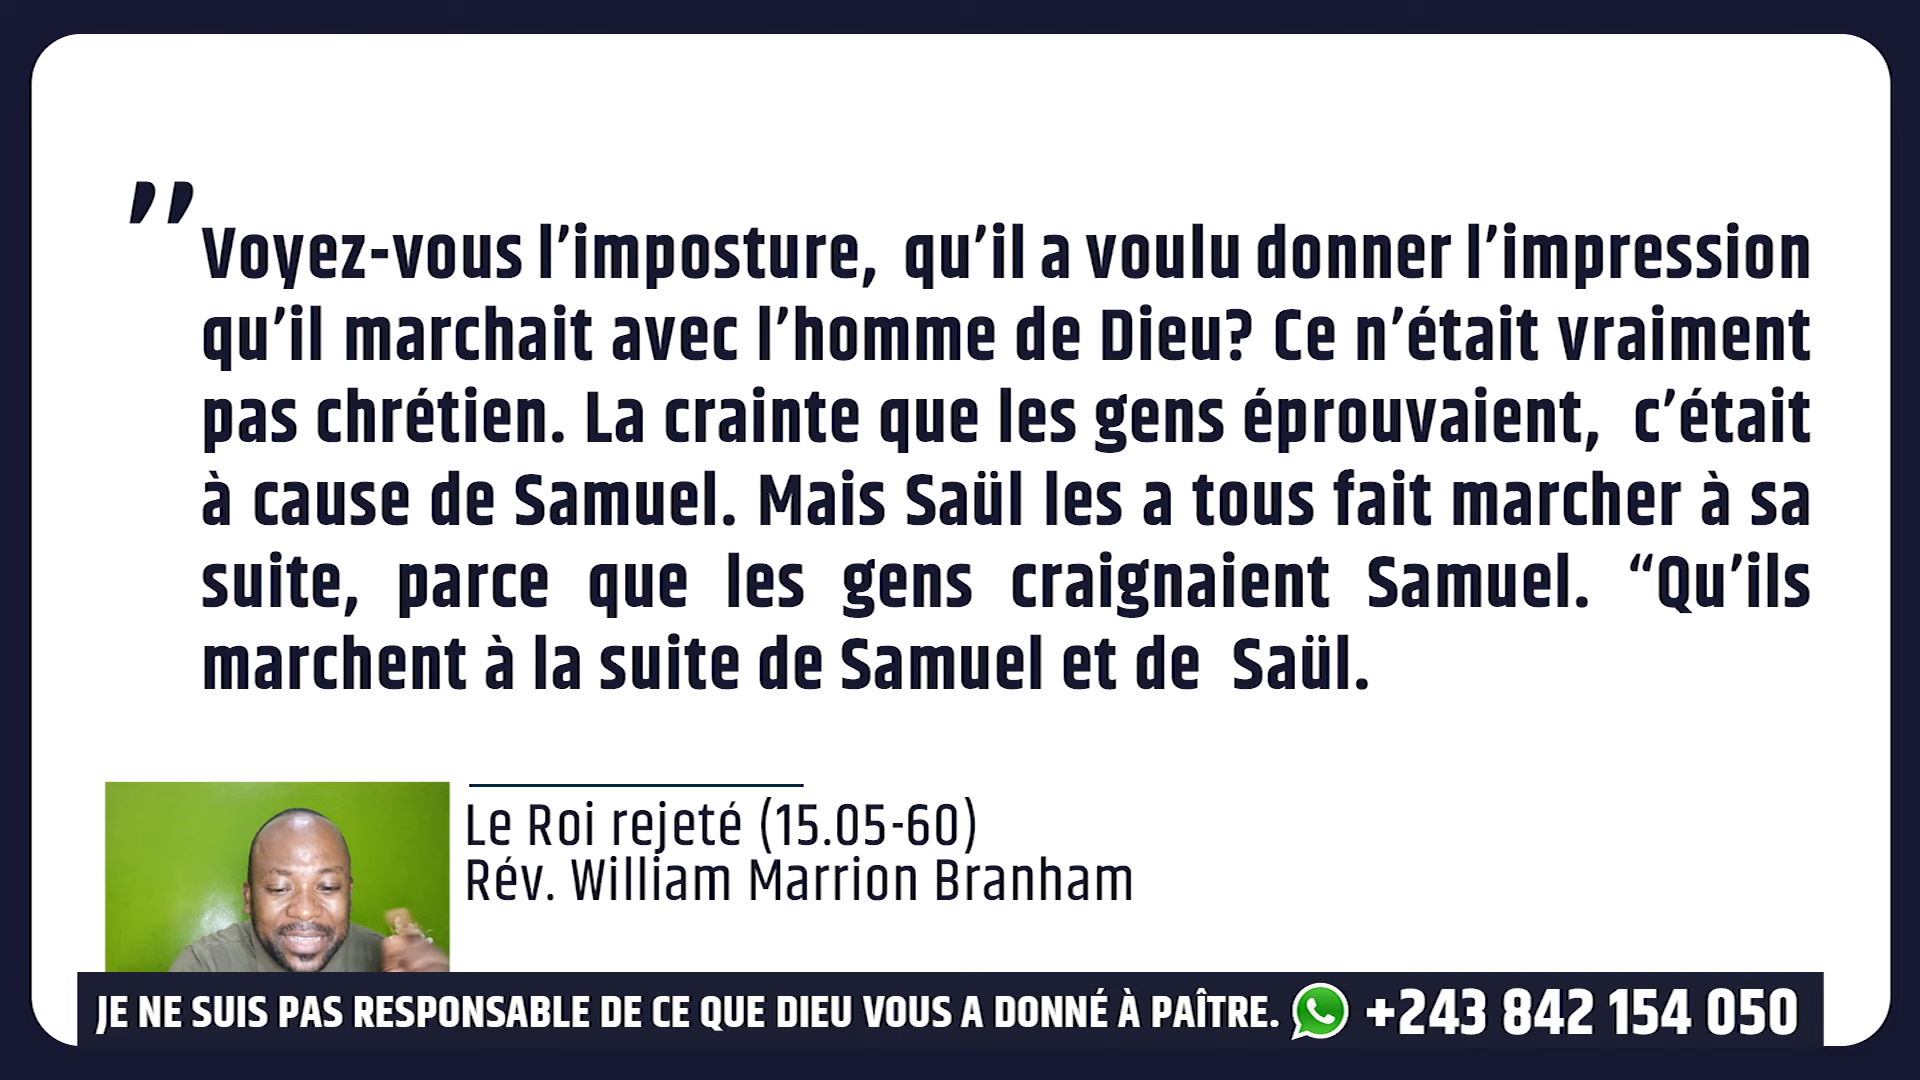 ”
Voyez-vous l’imposture, qu’il a voulu donner l’impression
qu’il marchait avec l’homme de Dieu? Ce n’était vraiment
pas chrétien. La crainte que les gens éprouvaient, c’était
à cause de Samuel. Mais Saül les a tous fait marcher à sa
suite, parce que les gens craignaient Samuel. “Qu’ils
marchent à la suite de Samuel et de Saül.
Le Roi rejeté (15.05-60)
Rév. William Marrion Branham
JE NE SUIS PAS RESPONSABLE DE CE QUE DIEU VOUS A DONNÉ À PAÎTRE. +243 842 154 050